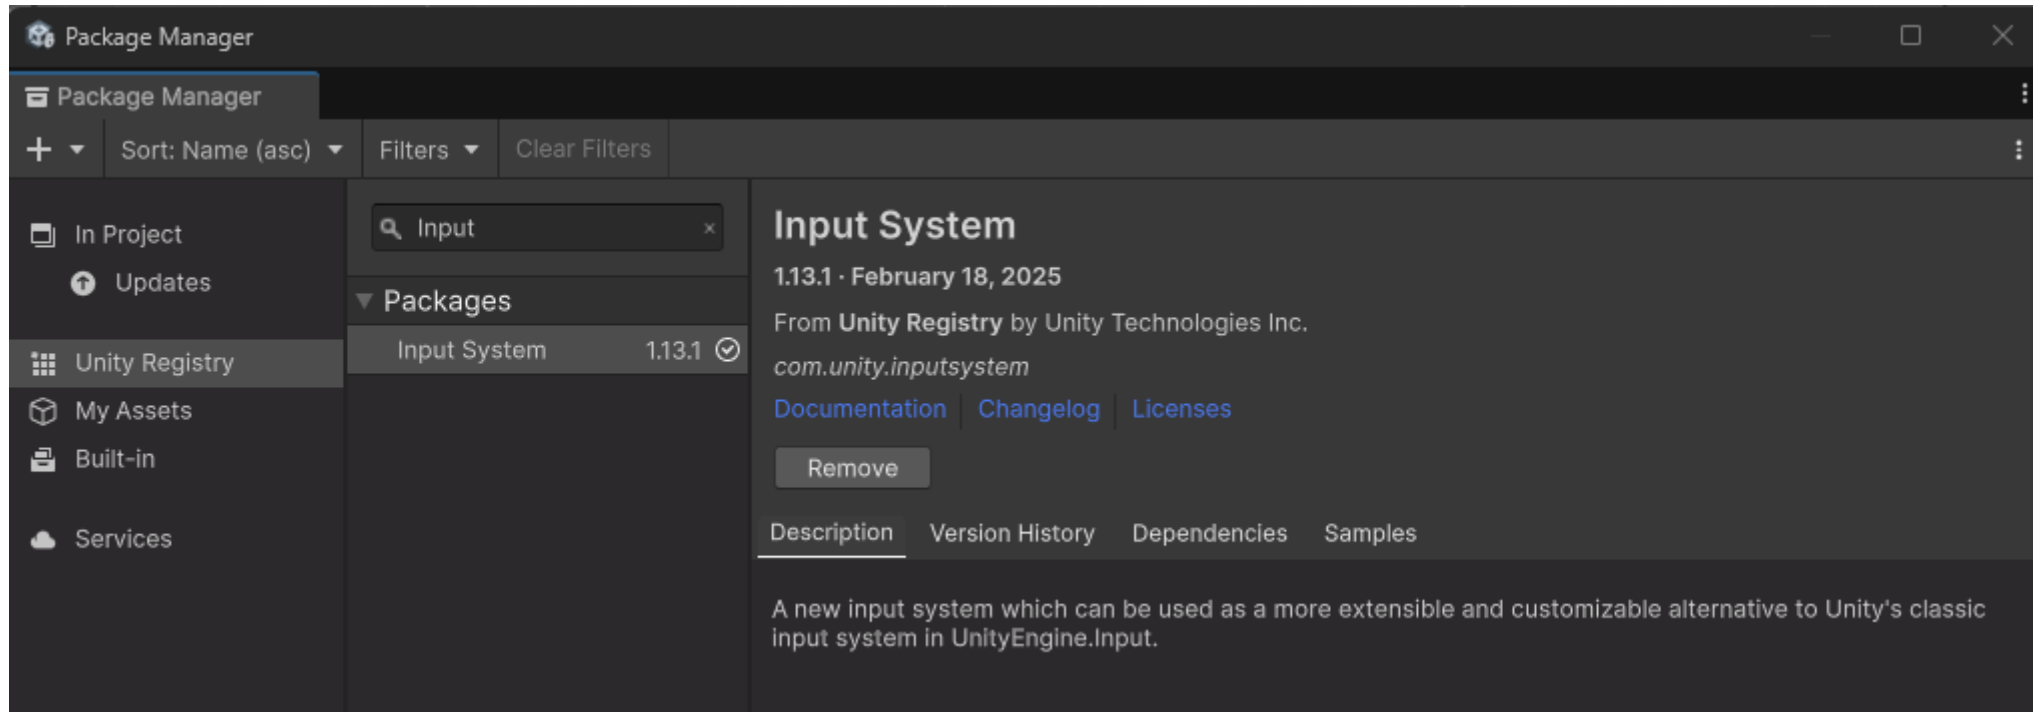 Package Manager
Package Manager
Sort: Name (asc)
Filters
Clear Filters
In Project
Updates
Unity Registry
My Assets
Built-in
Services
Input
Packages
Input System 1.13.1
Input System
1.13.1 · February 18, 2025
From Unity Registry by Unity Technologies Inc.
com.unity.inputsystem
Documentation Changelog Licenses
Remove
Description Version History Dependencies Samples
A new input system which can be used as a more extensible and customizable alternative to Unity's classic
input system in UnityEngine.Input.